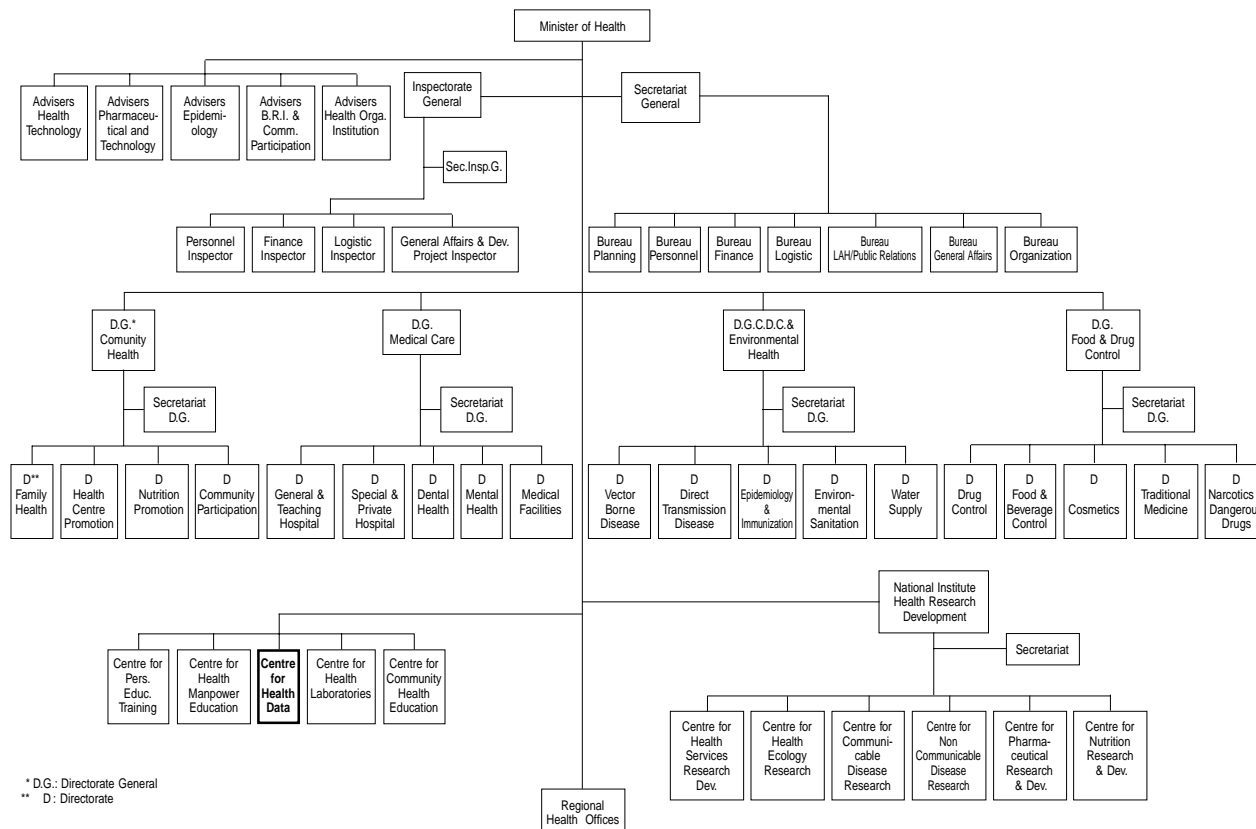 Minister of Health
Advisers
Health
Technology
Advisers
Pharmaceu-
tical and
Technology
Advisers
Epidemi-
ology
Advisers
B.R.I. &
Comm.
Participation
Advisers
Health Orga.
Institution
Inspectorate
General
Secretariat
General
Sec.Insp.G.
Personnel
Inspector
Finance
Inspector
Logistic
Inspector
General Affairs & Dev.
Project Inspector
Bureau
Planning
Bureau
Personnel
Bureau
Finance
Bureau
Logistic
Bureau
LAH/Public Relations
Bureau
General Affairs
Bureau
Organization
D.G.*
Comunity
Health
D.G.
Medical Care
D.G.C.D.C.&
Environmental
Health
D.G.
Food & Drug
Control
Secretariat
D.G.
Secretariat
D.G.
Secretariat
D.G.
Secretariat
D.G.
D**
Family
Health
D
Health
Centre
Promotion
D
Nutrition
Promotion
D
Community
Participation
D
General &
Teaching
Hospital
D
Special &
Private
Hospital
D
Dental
Health
D
Mental
Health
D
Medical
Facilities
D
Vector
Borne
Disease
D
Direct
Transmission
Disease
D
Epidemiology
&
Immunization
D
Environ-
mental
Sanitation
D
Water
Supply
D
Drug
Control
D
Food &
Beverage
Control
D
Cosmetics
D
Traditional
Medicine
D
Narcotics
Dangerou
Drugs
National Institute
Health Research
Development
Secretariat
Centre for
Pers.
Educ.
Training
Centre for
Health
Manpower
Education
Centre
for
Health
Data
Centre for
Health
Laboratories
Centre for
Community
Health
Education
Centre for
Health
Services
Research
Dev.
Centre for
Health
Ecology
Research
Centre for
Communi-
cable
Disease
Research
Centre for
Non
Communicable
Disease
Research
Centre for
Pharma-
ceutical
Research
& Dev.
Centre for
Nutrition
Research
& Dev.
* D.G.: Directorate General
** D : Directorate
Regional
Health Offices